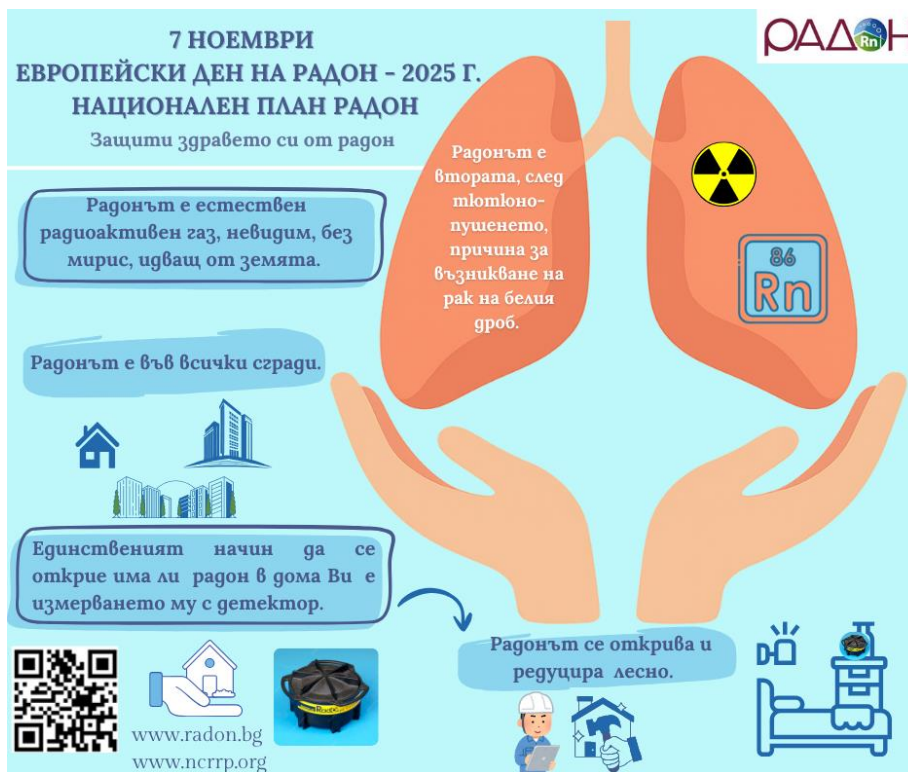 7 НОЕМВРИ
ЕВРОПЕЙСКИ ДЕН НА РАДОН – 2025 Г.
НАЦИОНАЛЕН ПЛАН РАДОН
Защити здравето си от радон
РАДОН
Rn
Радонът е естествен
радиоактивен газ, невидим, без
мирис, идващ от земята.
Радонът е
втората, след
тютюно-
пушенето,
причина за
възникване на
рак на белия
дроб.
86
Rn
Радонът е във всички сгради.
Единственият начин да се
открие има ли радон в дома Ви е
измерването му с детектор.
Радонът се открива и
редуцира лесно.
www.radon.bg
www.ncrrp.org